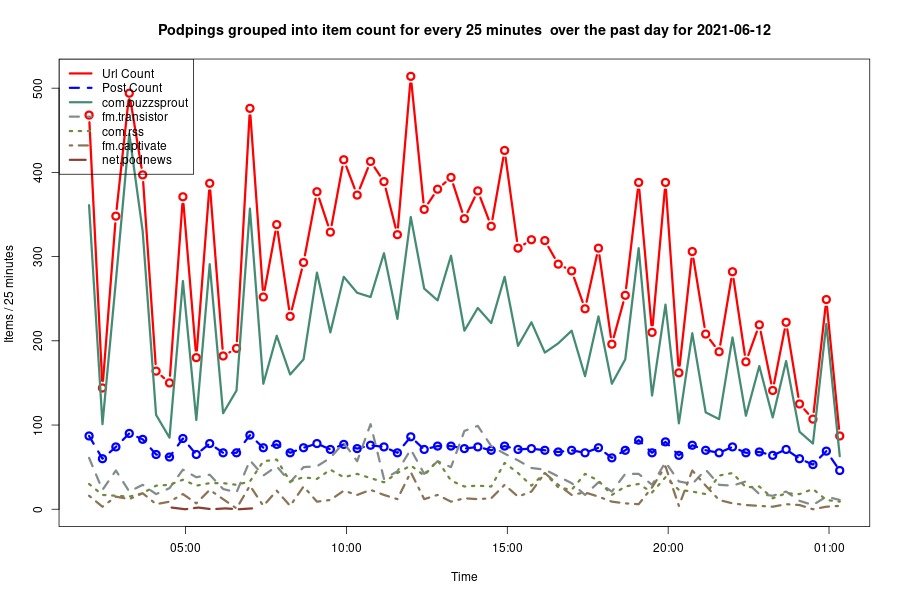 Podpings grouped into item count for every 25 minutes  over the past day for 2021-06-12
Url Count
Post Count
com.buzzsprout
fm.transistor
com.rss
fm.captivate
net.podnews
500
400
300
200
100
0
Items / 25 minutes
05:00
10:00
15:00
20:00
01:00
Time